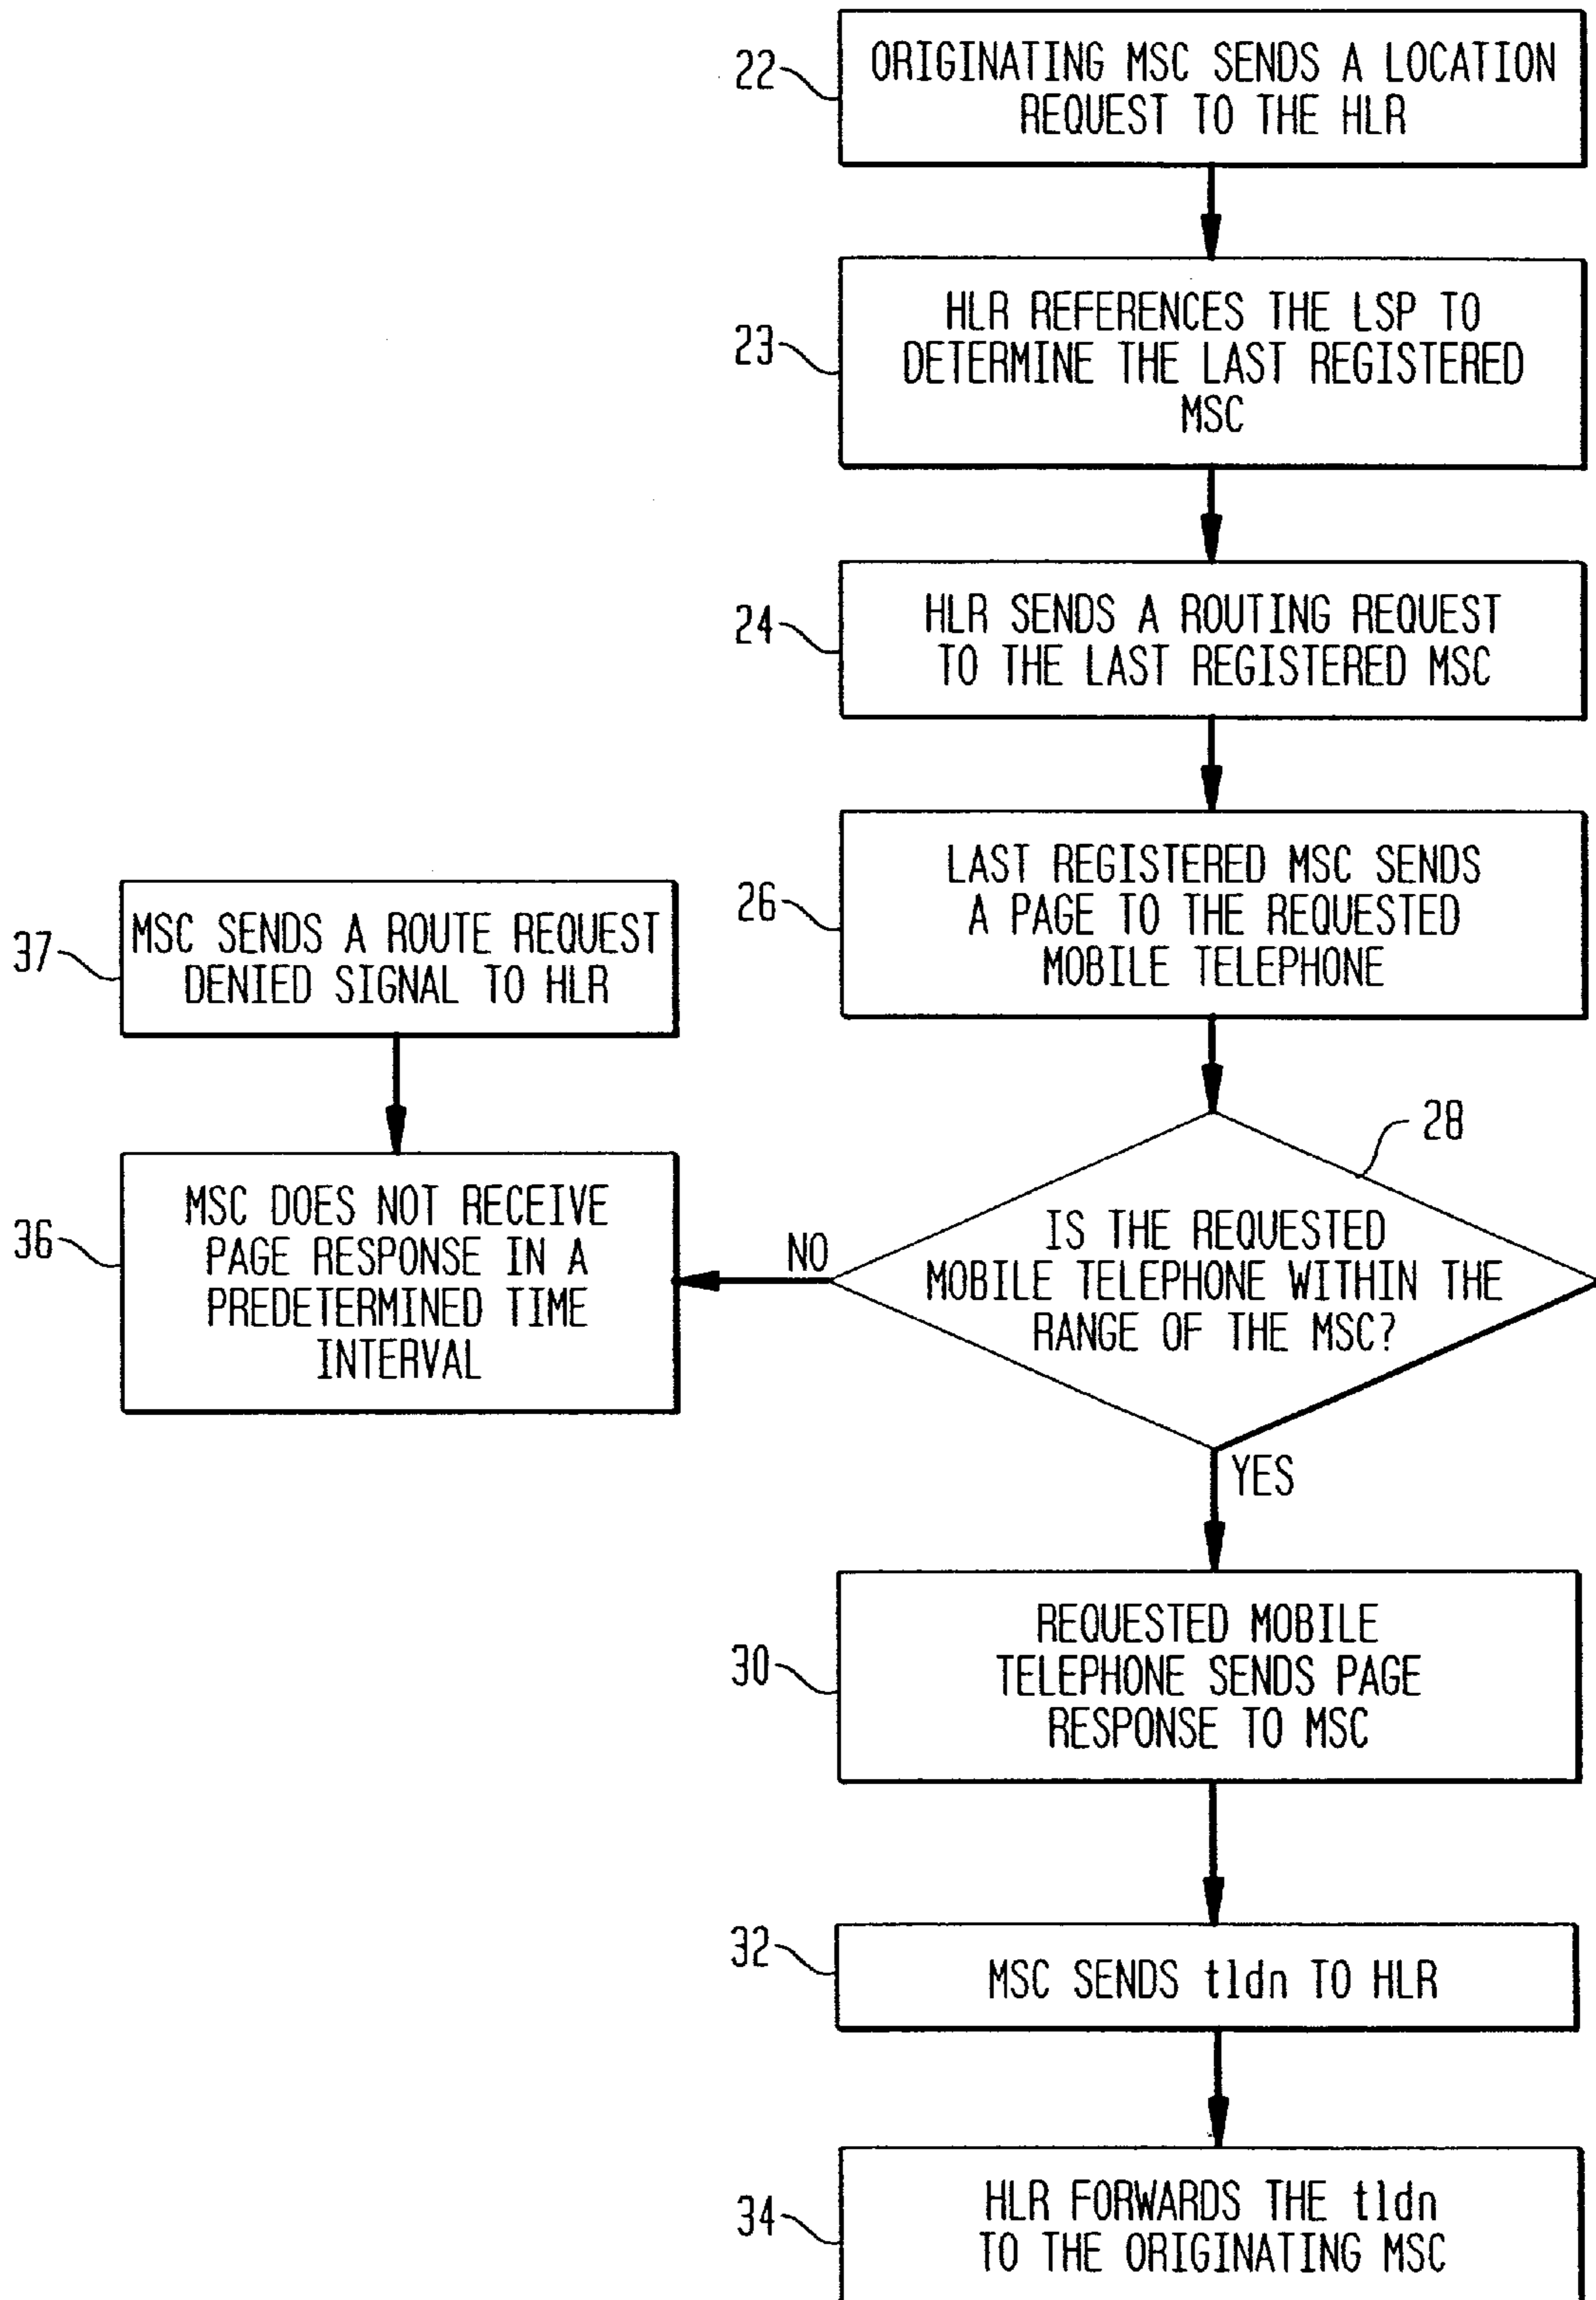 22
ORIGINATING MSC SENDS A LOCATION
REQUEST TO THE HLR
23
HLR REFERENCES THE LSP TO
DETERMINE THE LAST REGISTERED
MSC
24
HLR SENDS A ROUTING REQUEST
TO THE LAST REGISTERED MSC
26
LAST REGISTERED MSC SENDS
A PAGE TO THE REQUESTED
MOBILE TELEPHONE
37
MSC SENDS A ROUTE REQUEST
DENIED SIGNAL TO HLR
28
IS THE REQUESTED
MOBILE TELEPHONE WITHIN THE
RANGE OF THE MSC?
NO
36
MSC DOES NOT RECEIVE
PAGE RESPONSE IN A
PREDETERMINED TIME
INTERVAL
YES
30
REQUESTED MOBILE
TELEPHONE SENDS PAGE
RESPONSE TO MSC
32
MSC SENDS tldn TO HLR
34
HLR FORWARDS THE tldn
TO THE ORIGINATING MSC